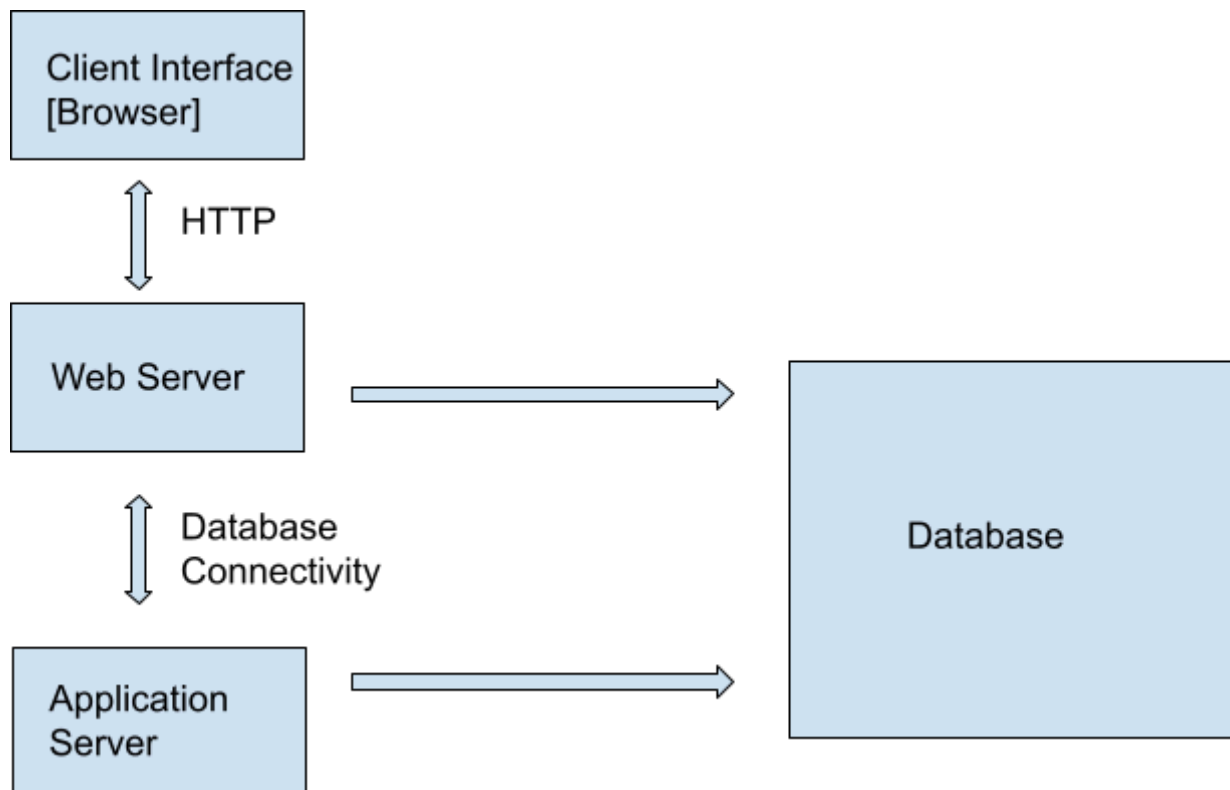 Client Interface
[Browser]
HTTP
Web Server
Database
Connectivity
Database
Application
Server